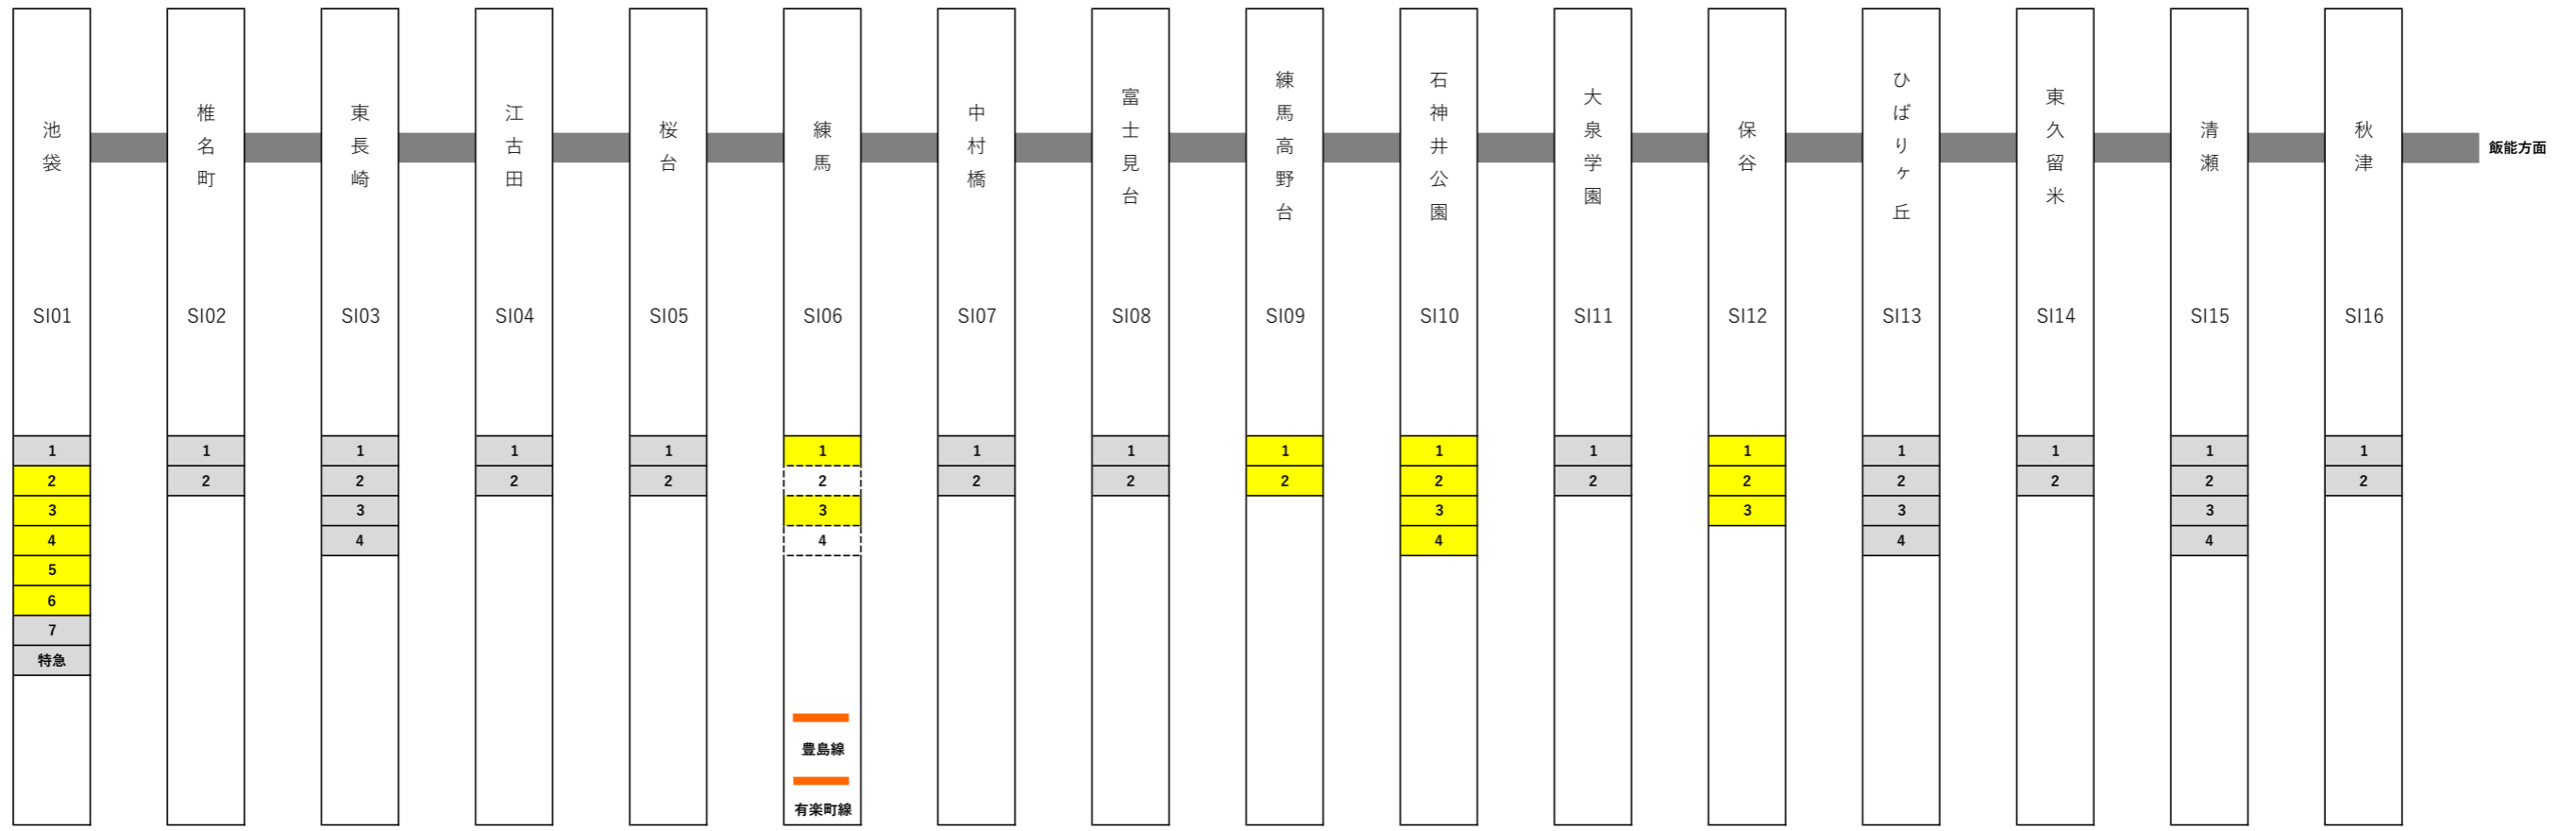 池袋
椎名町
東長崎
江古田
桜台
練馬
中村橋
富士見台
練馬高野台
石神井公園
大泉学園
保谷
ひばりヶ丘
東久留米
清瀬
秋津
飯能方面
SI01 SI02 SI03 SI04 SI05 SI06 SI07 SI08 SI09 SI10 SI11 SI12 SI13 SI14 SI15 SI16
1 1 1 1 1 1 1 1 1 1 1 1 1 1 1 1
2 2 2 2 2 2 2 2 2 2 2 2 2 2 2 2
3 3 3 3 3 3 3
4 4 4 4 4 4
5
6
7
特急
豊島線
有楽町線